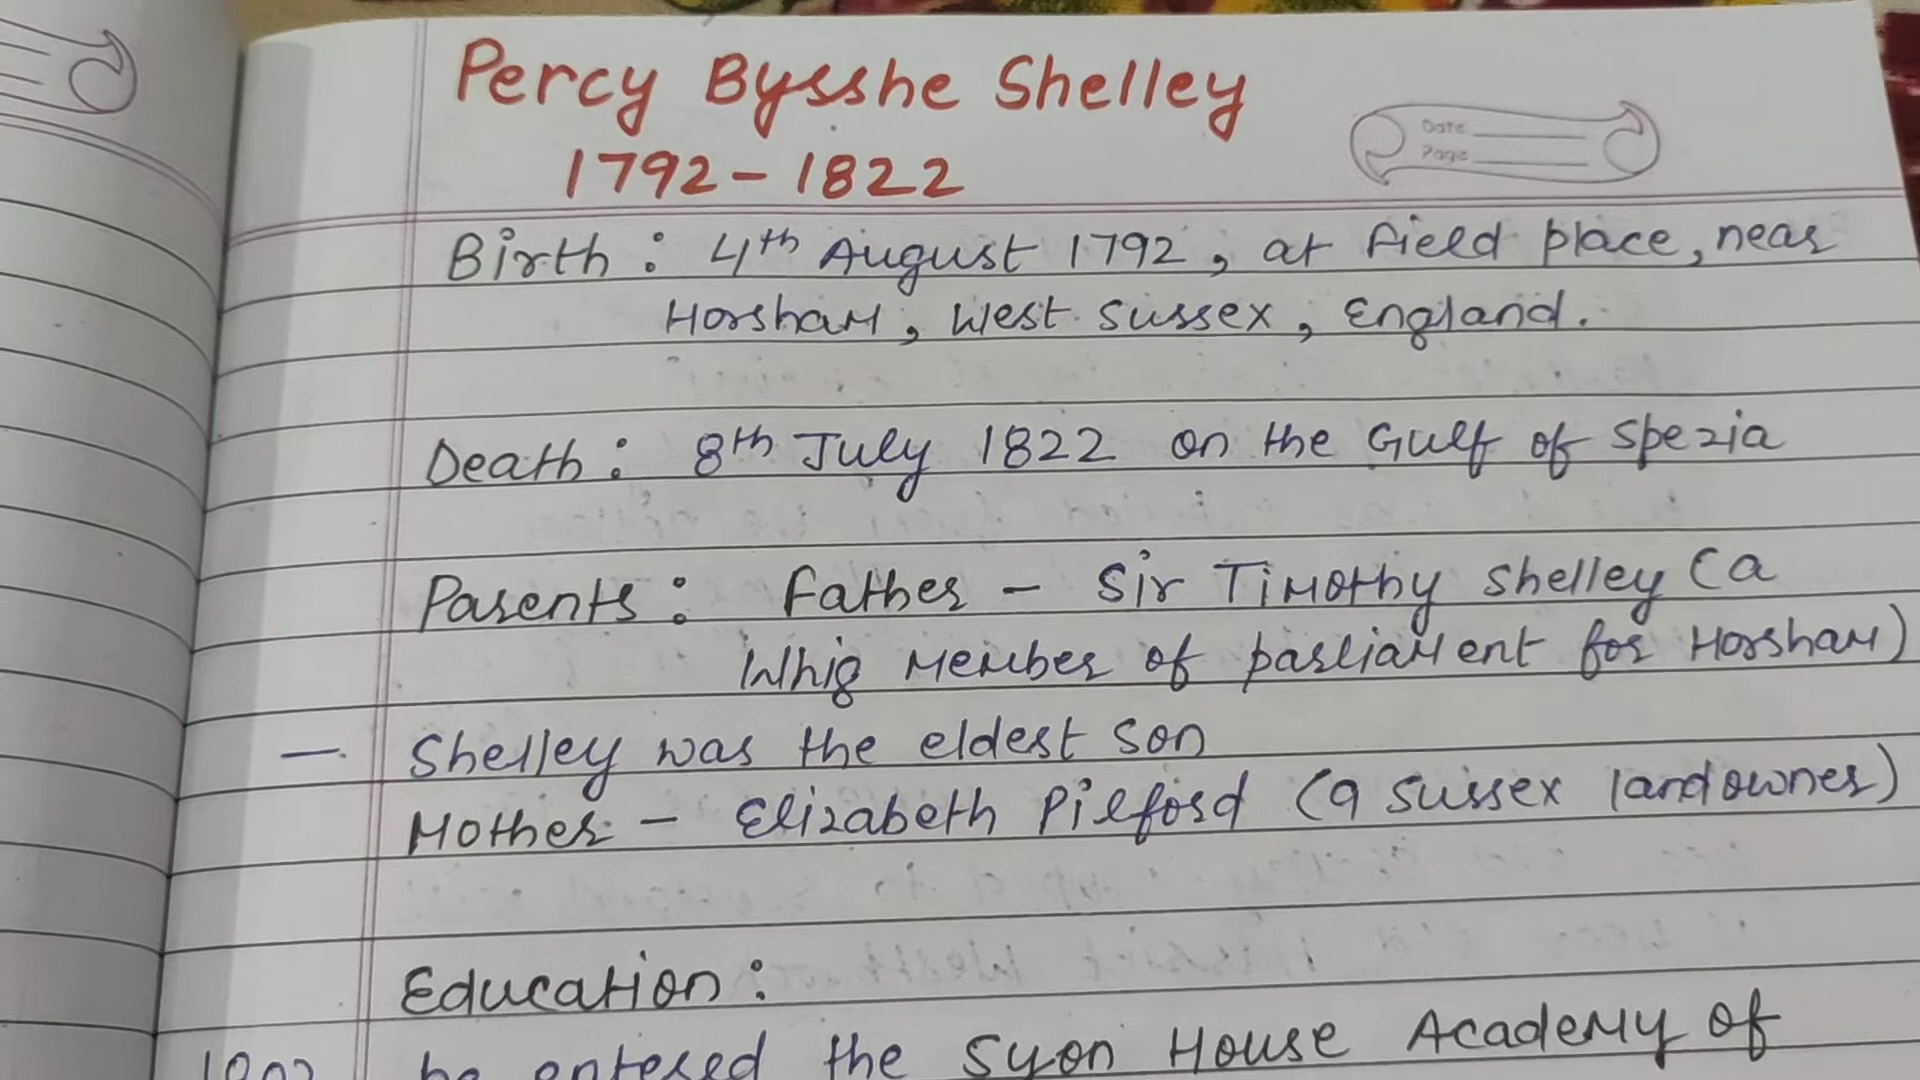 Percy Bysshe Shelley
1792 - 1822
Date
Page
Birth : 4th August 1792, at Field place, near
Horsham, West Sussex, England.
Death : 8th July 1822 on the Gulf of Spezia
Parents : Father - Sir Timothy Shelley (a
Whig Member of parliament for Horsham)
— Shelley was the eldest son
Mother - Elizabeth Pilford (a Sussex landowner)
Education :
he entered the Syon House Academy of